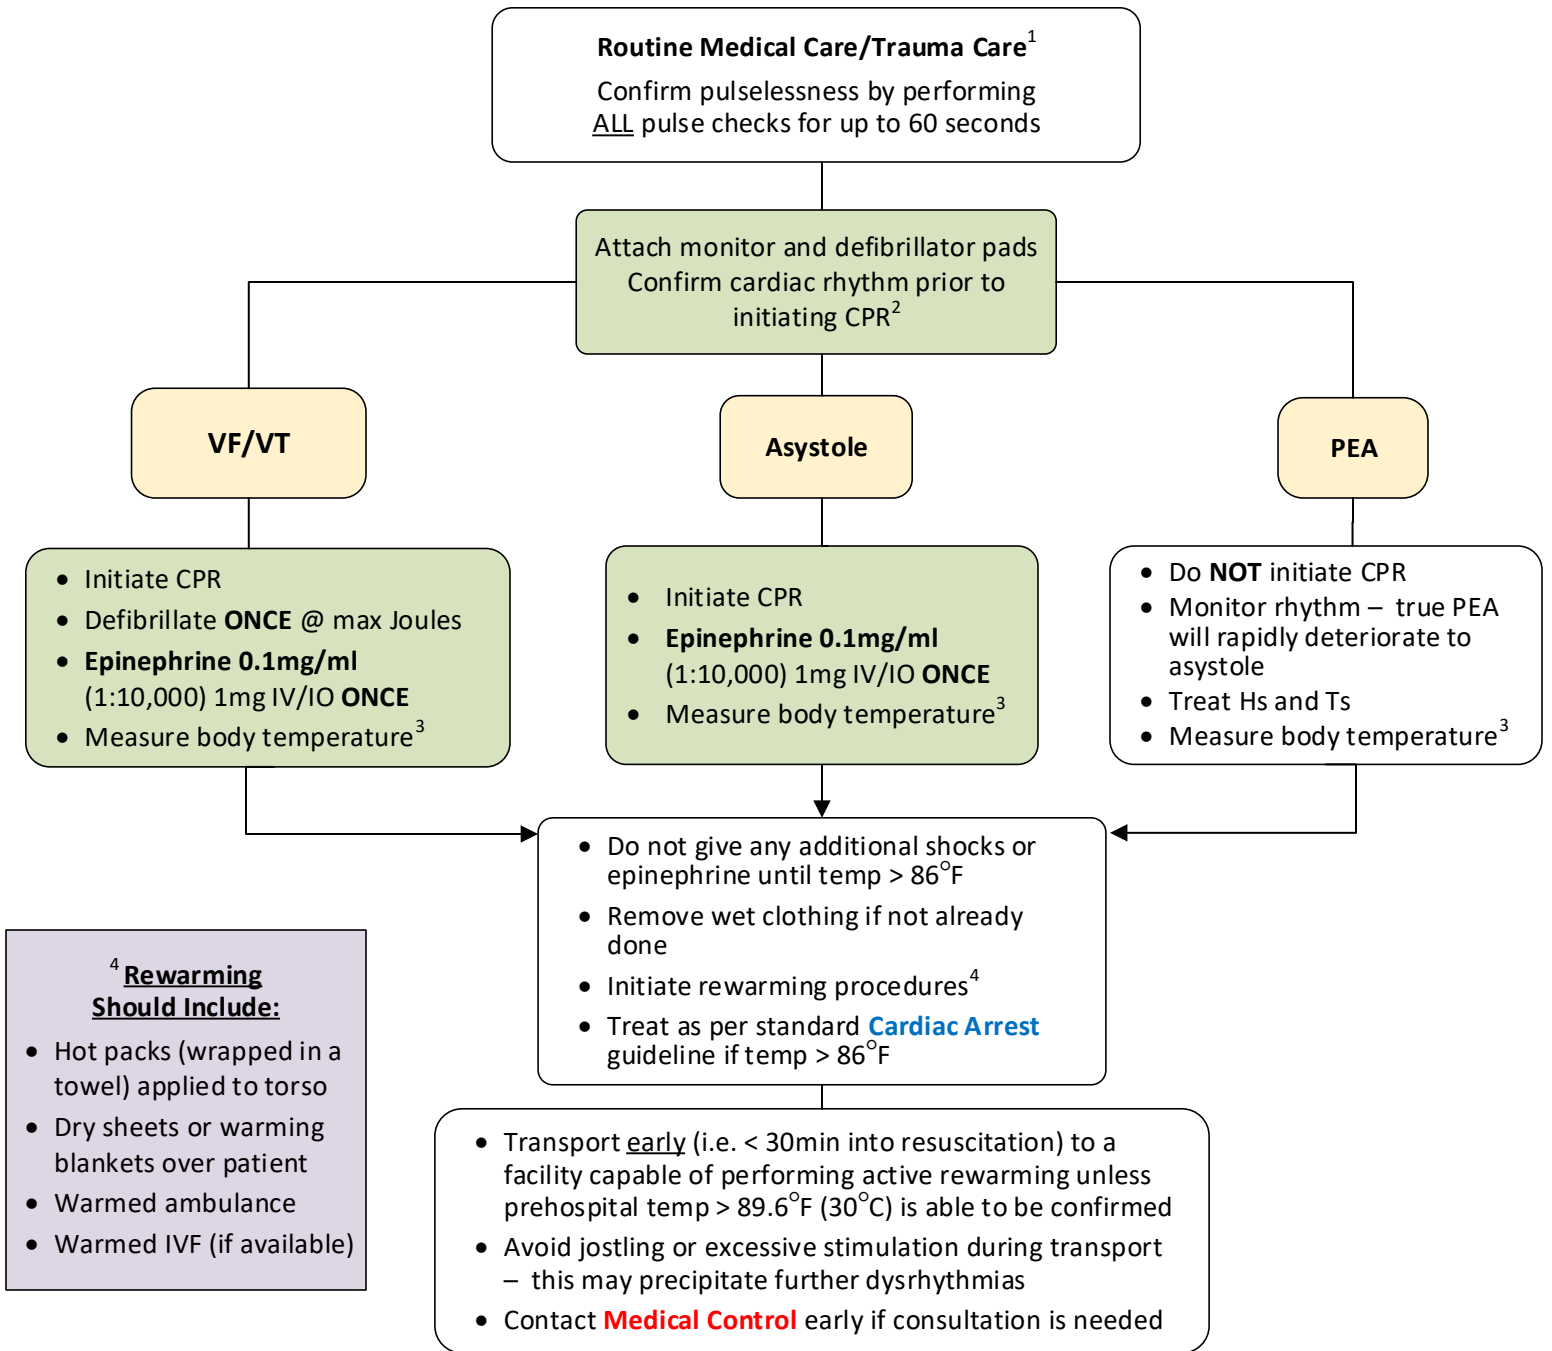 Routine Medical Care/Trauma Care1
Confirm pulselessness by performing
ALL pulse checks for up to 60 seconds
Attach monitor and defibrillator pads
Confirm cardiac rhythm prior to
initiating CPR2
VF/VT
Asystole
PEA
• Initiate CPR
• Defibrillate ONCE @ max Joules
• Epinephrine 0.1mg/ml
(1:10,000) 1mg IV/IO ONCE
• Measure body temperature3
• Initiate CPR
• Epinephrine 0.1mg/ml
(1:10,000) 1mg IV/IO ONCE
• Measure body temperature3
• Do NOT initiate CPR
• Monitor rhythm – true PEA
will rapidly deteriorate to
asystole
• Treat Hs and Ts
• Measure body temperature3
• Do not give any additional shocks or
epinephrine until temp > 86°F
• Remove wet clothing if not already
done
• Initiate rewarming procedures4
• Treat as per standard Cardiac Arrest
guideline if temp > 86°F
4 Rewarming
Should Include:
• Hot packs (wrapped in a
towel) applied to torso
• Dry sheets or warming
blankets over patient
• Warmed ambulance
• Warmed IVF (if available)
• Transport early (i.e. < 30min into resuscitation) to a
facility capable of performing active rewarming unless
prehospital temp > 89.6°F (30°C) is able to be confirmed
• Avoid jostling or excessive stimulation during transport
– this may precipitate further dysrhythmias
• Contact Medical Control early if consultation is needed